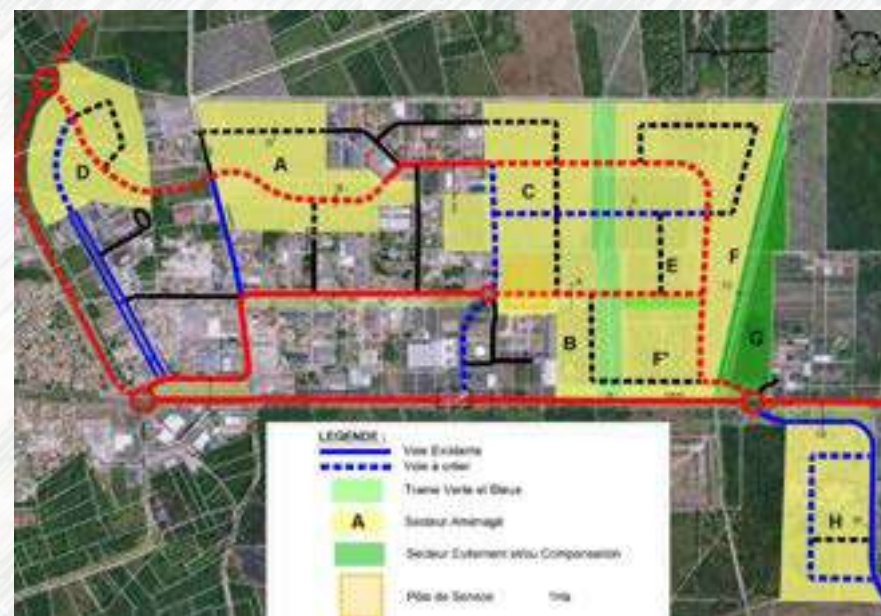 D
A
C
E
F
B
F'
G
H
LEGENDE :
Voie Existante
Voie à créer
Trame Verte et Bleue
A
Secteur Aménagé
Secteur Evitement et/ou Compensation
Pôle de Service
1Ha